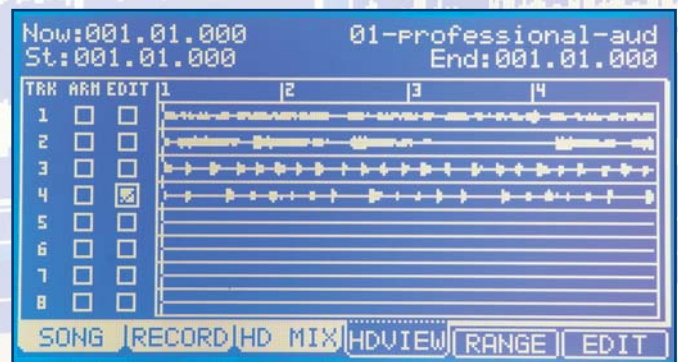 Now:001.01.000 01-professional-aud
St:001.01.000 End:001.01.000
TRK ARM EDIT 1 2 3 4
1
2
3
4
5
6
7
8
SONG RECORD HD MIX HDVIEW RANGE EDIT